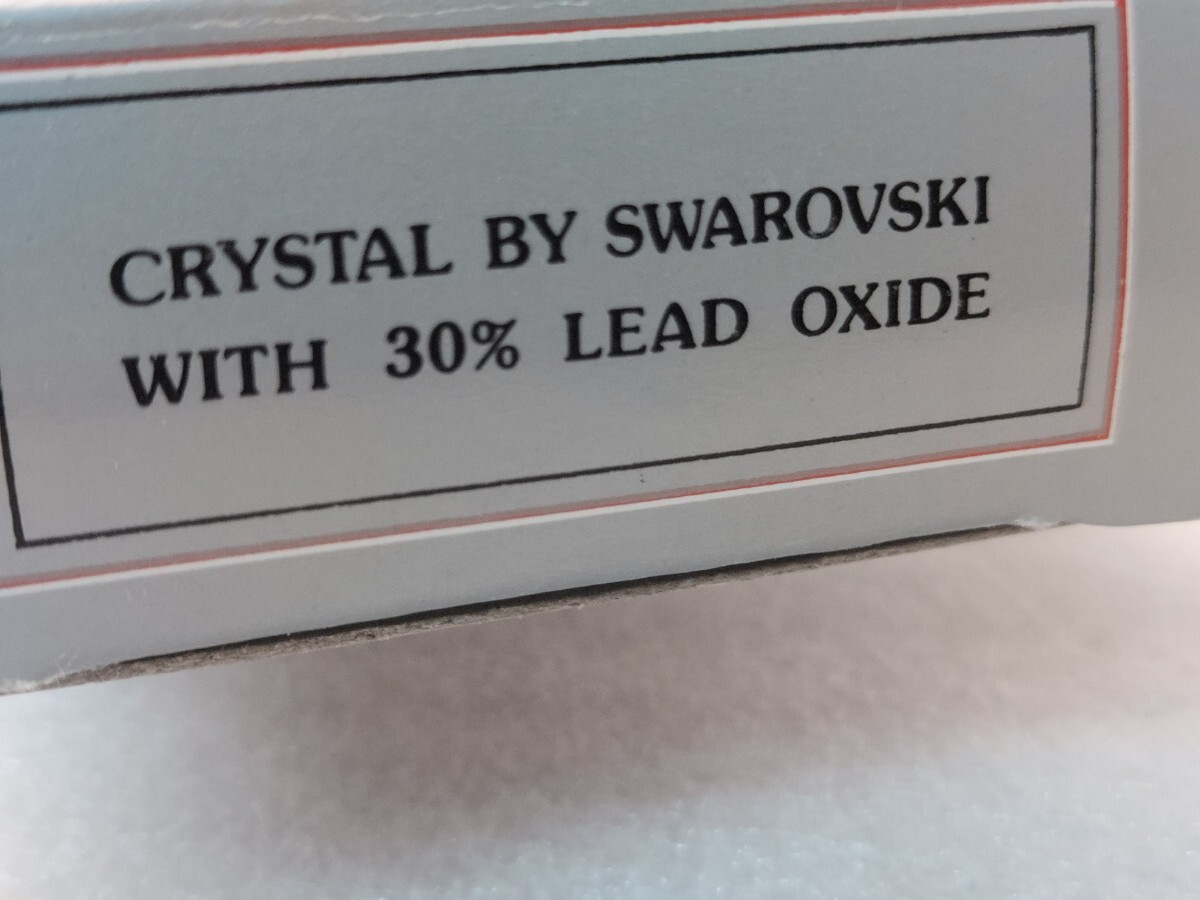 CRYSTAL BY SWAROVSKI
WITH 30% LEAD OXIDE